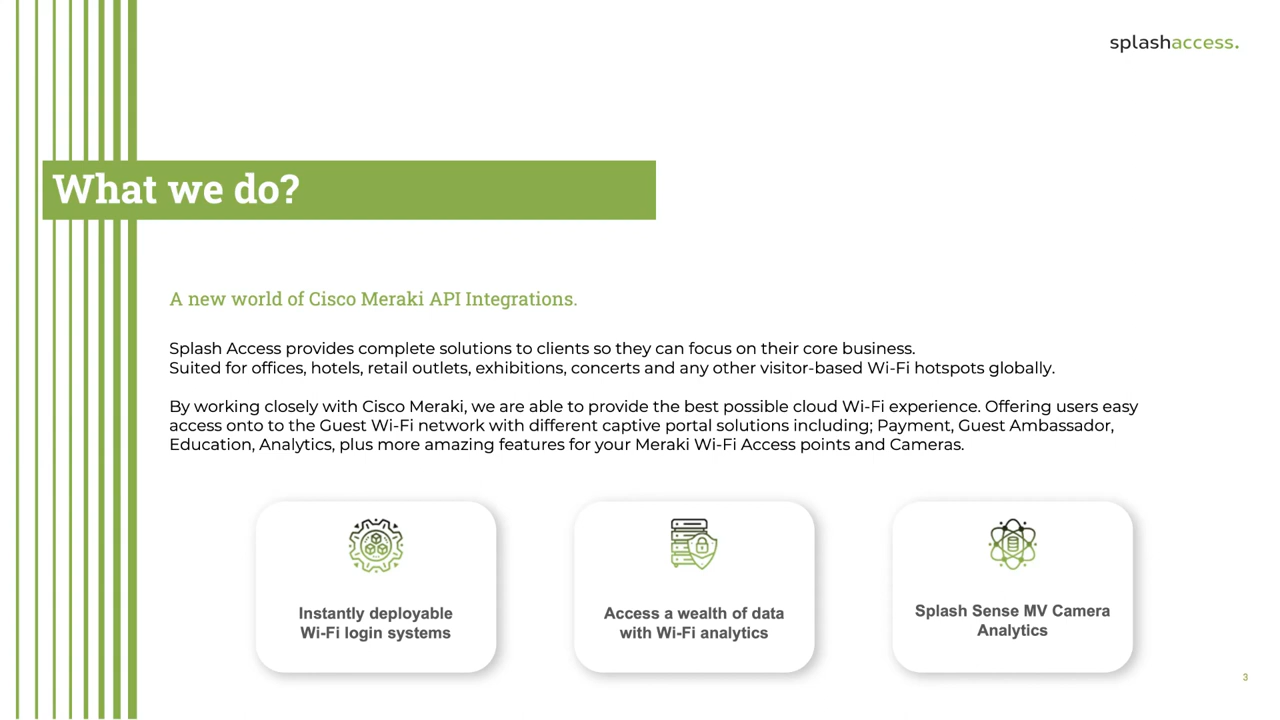 splashaccess.
What we do?
A new world of Cisco Meraki API Integrations.
Splash Access provides complete solutions to clients so they can focus on their core business.
Suited for offices, hotels, retail outlets, exhibitions, concerts and any other visitor-based Wi-Fi hotspots globally.
By working closely with Cisco Meraki, we are able to provide the best possible cloud Wi-Fi experience. Offering users easy
access onto to the Guest Wi-Fi network with different captive portal solutions including; Payment, Guest Ambassador,
Education, Analytics, plus more amazing features for your Meraki Wi-Fi Access points and Cameras.
Instantly deployable
Wi-Fi login systems
Access a wealth of data
with Wi-Fi analytics
Splash Sense MV Camera
Analytics
3